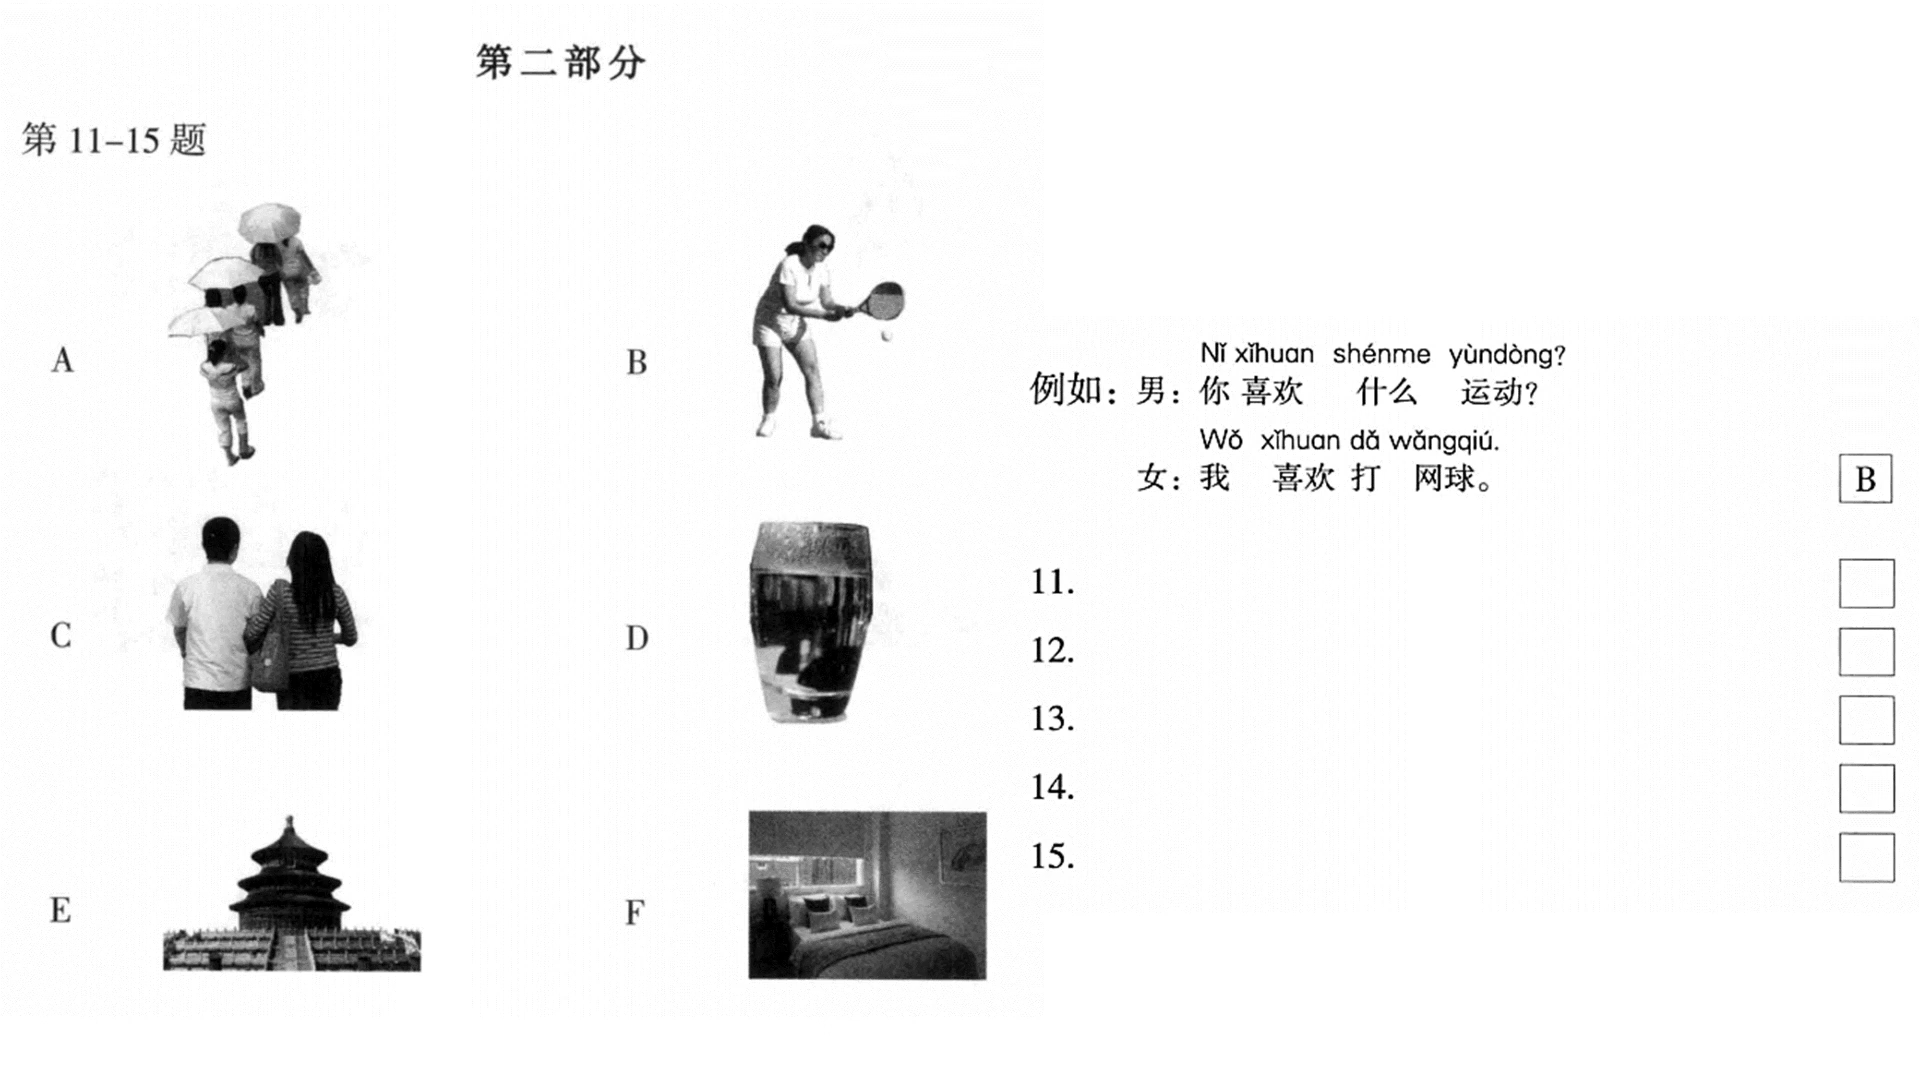 第二部分
第 11–15 题
A
B
C
D
E
F
Nǐ xǐhuan shénme yùndòng?
例如：男：你 喜欢 什么 运动？
Wǒ xǐhuan dǎ wǎngqiú.
女：我 喜欢 打 网球。
B
11.
12.
13.
14.
15.